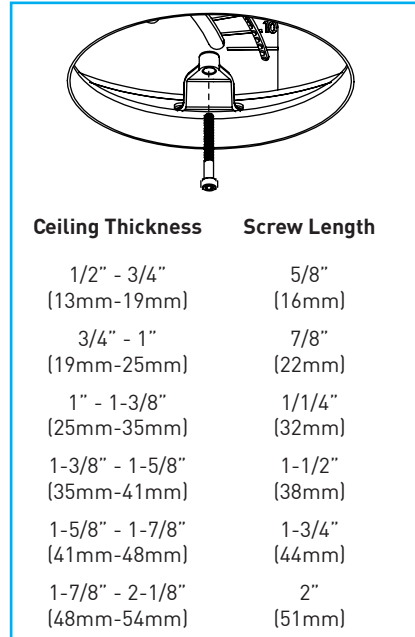 Ceiling Thickness Screw Length
1/2” - 3/4” 5/8”
(13mm-19mm) (16mm)
3/4” - 1” 7/8”
(19mm-25mm) (22mm)
1” - 1-3/8” 1/1/4”
(25mm-35mm) (32mm)
1-3/8” - 1-5/8” 1-1/2”
(35mm-41mm) (38mm)
1-5/8” - 1-7/8” 1-3/4”
(41mm-48mm) (44mm)
1-7/8” - 2-1/8” 2”
(48mm-54mm) (51mm)